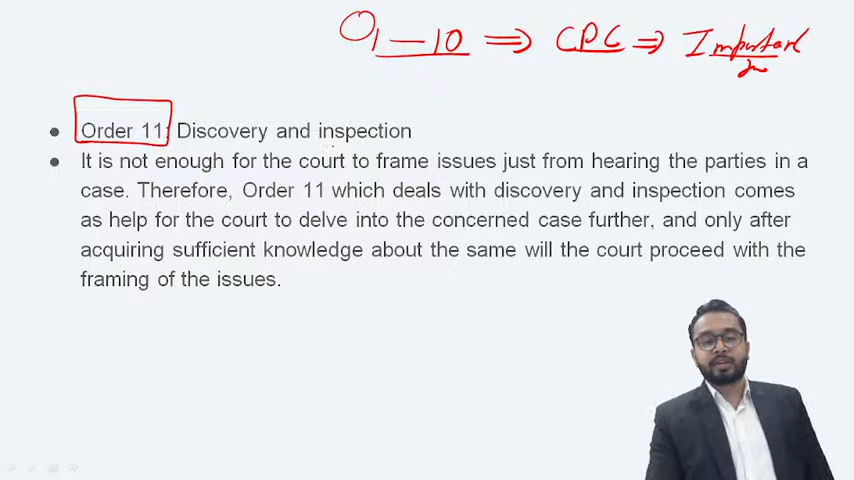 O1 — 10 ⇒ CPC ⇒ Important
• Order 11: Discovery and inspection
• It is not enough for the court to frame issues just from hearing the parties in a
case. Therefore, Order 11 which deals with discovery and inspection comes
as help for the court to delve into the concerned case further, and only after
acquiring sufficient knowledge about the same will the court proceed with the
framing of the issues.